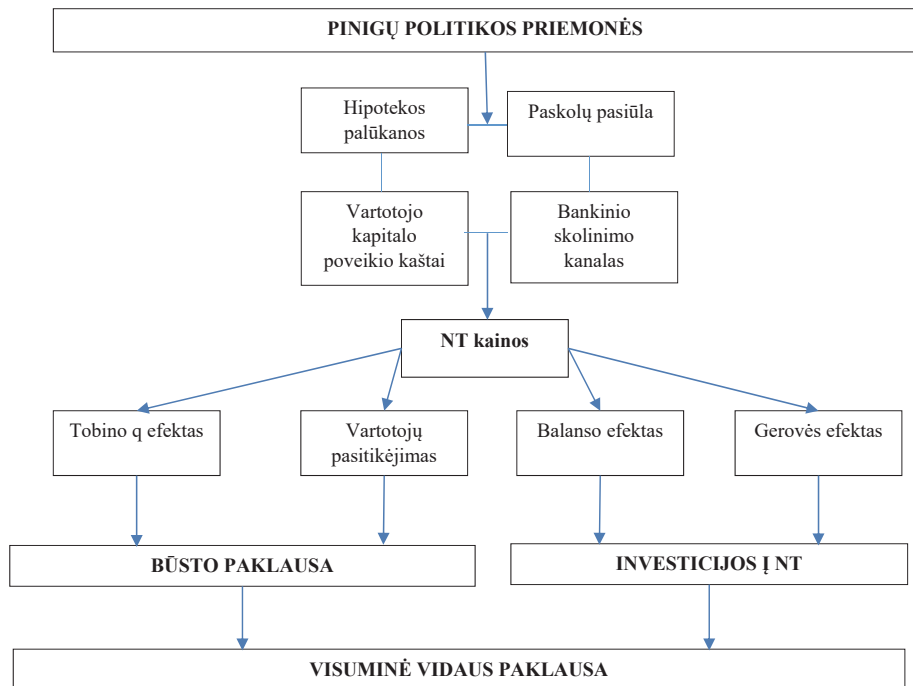 PINIGŲ POLITIKOS PRIEMONĖS
Hipotekos
palūkanos
Paskolų pasiūla
Vartotojo
kapitalo
poveikio kaštai
Bankinio
skolinimo
kanalas
NT kainos
Tobino q efektas
Vartotojų
pasitikėjimas
Balanso efektas
Gerovės efektas
BŪSTO PAKLAUSA
INVESTICIJOS Į NT
VISUMINĖ VIDAUS PAKLAUSA